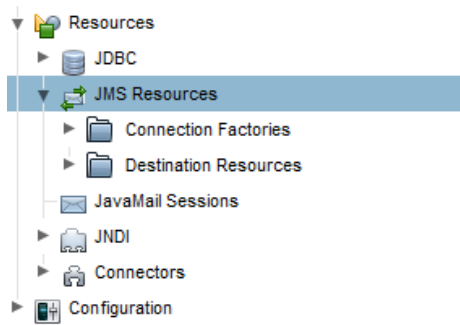 Resources
JDBC
JMS Resources
Connection Factories
Destination Resources
JavaMail Sessions
JNDI
Connectors
Configuration